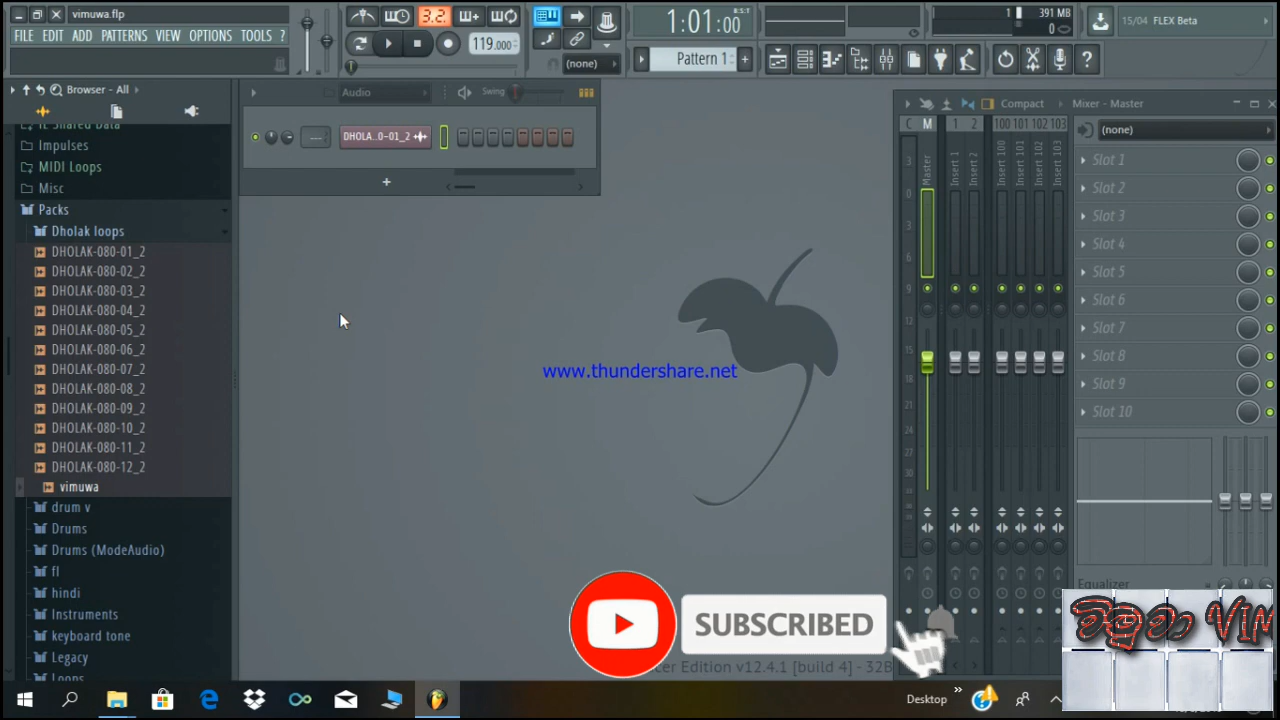 vimuwa.flp
FILE EDIT ADD PATTERNS VIEW OPTIONS TOOLS ?
3.2.
119.000
(none)
1:01:00
B:S:T
Pattern 1
1 391 MB
0
15/04 FLEX Beta
Browser - All
IL Shared Data
Impulses
MIDI Loops
Misc
Packs
Dholak loops
DHOLAK-080-01_2
DHOLAK-080-02_2
DHOLAK-080-03_2
DHOLAK-080-04_2
DHOLAK-080-05_2
DHOLAK-080-06_2
DHOLAK-080-07_2
DHOLAK-080-08_2
DHOLAK-080-09_2
DHOLAK-080-10_2
DHOLAK-080-11_2
DHOLAK-080-12_2
vimuwa
drum v
Drums
Drums (ModeAudio)
fl
hindi
Instruments
keyboard tone
Legacy
Loops
Audio
Swing
DHOLA..0-01_2
www.thundershare.net
Compact
Mixer - Master
C M 1 2 100 101 102 103
Master
Insert 1
Insert 2
Insert 100
Insert 101
Insert 102
Insert 103
(none)
Slot 1
Slot 2
Slot 3
Slot 4
Slot 5
Slot 6
Slot 7
Slot 8
Slot 9
Slot 10
Equalizer
SUBSCRIBED
cer Edition v12.4.1 [build 4] - 32B
විමුවා VIM
Desktop